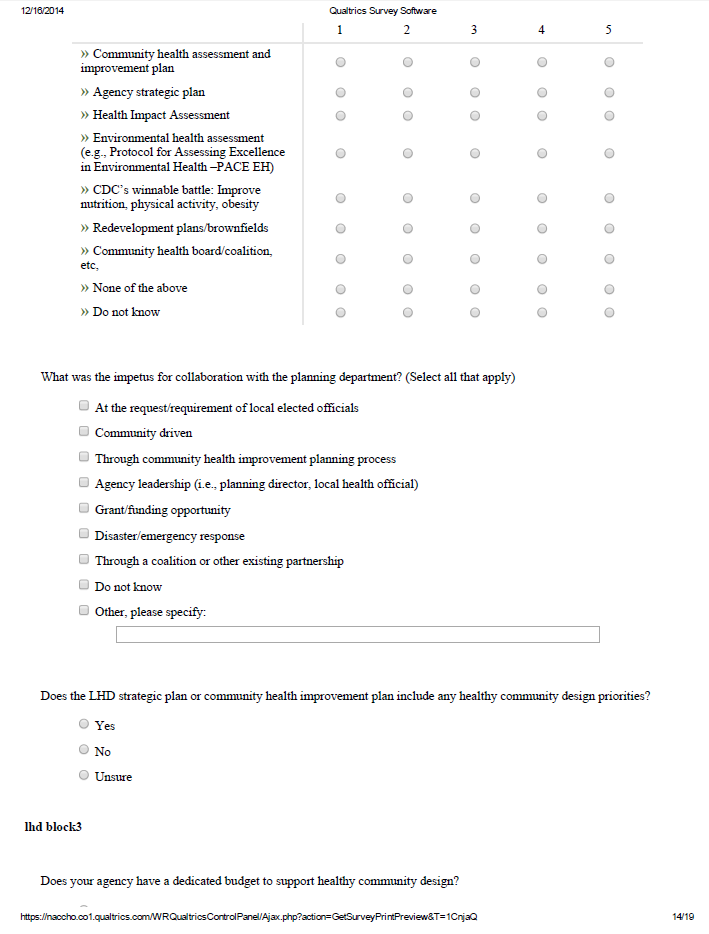 12/16/2014 Qualtrics Survey Software
1 2 3 4 5
» Community health assessment and
improvement plan
» Agency strategic plan
» Health Impact Assessment
» Environmental health assessment
(e.g., Protocol for Assessing Excellence
in Environmental Health –PACE EH)
» CDC's winnable battle: Improve
nutrition, physical activity, obesity
» Redevelopment plans/brownfields
» Community health board/coalition,
etc,
» None of the above
» Do not know
What was the impetus for collaboration with the planning department? (Select all that apply)
At the request/requirement of local elected officials
Community driven
Through community health improvement planning process
Agency leadership (i.e., planning director, local health official)
Grant/funding opportunity
Disaster/emergency response
Through a coalition or other existing partnership
Do not know
Other, please specify:
Does the LHD strategic plan or community health improvement plan include any healthy community design priorities?
Yes
No
Unsure
lhd block3
Does your agency have a dedicated budget to support healthy community design?
https://naccho.co1.qualtrics.com/WRQualtricsControlPanel/Ajax.php?action=GetSurveyPrintPreview&T=1CnjaQ 14/19